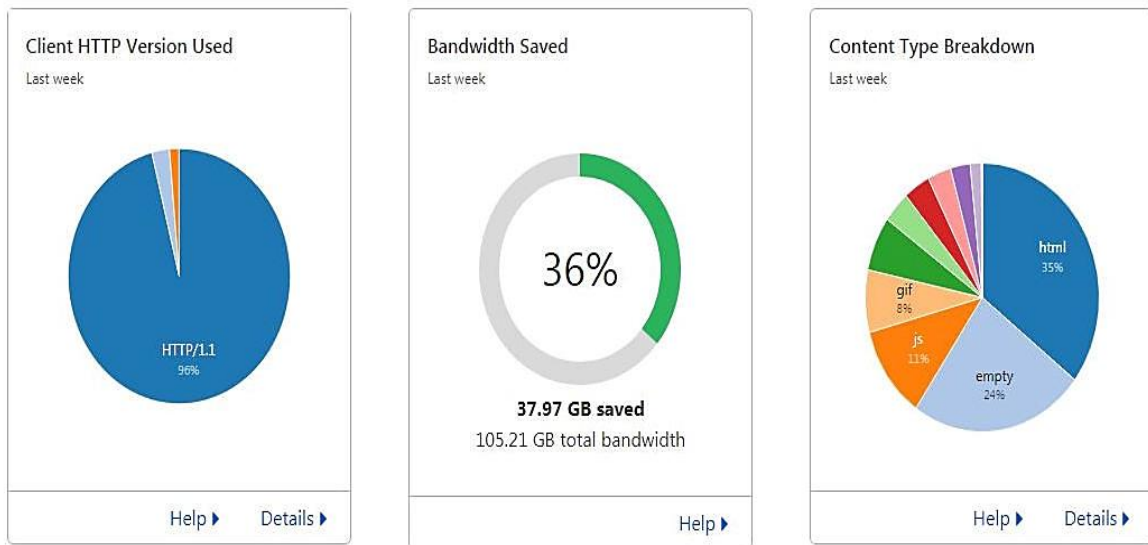 Client HTTP Version Used
Last week
HTTP/1.1
96%
Help
Details
Bandwidth Saved
Last week
36%
37.97 GB saved
105.21 GB total bandwidth
Help
Content Type Breakdown
Last week
html
35%
gif
8%
js
11%
empty
24%
Help
Details